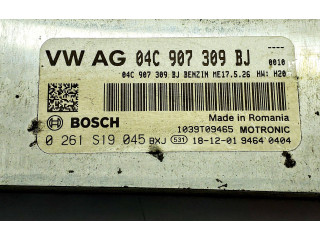 VW AG 04C 907 309 BJ ----
04C 907 309 BJ BENZIN ME17.5.26 HW: H20 0010
Made in Romania
BOSCH 1039T09465 MOTRONIC
0 261 S19 045 BXJ 531 18-12-01 9464 0404